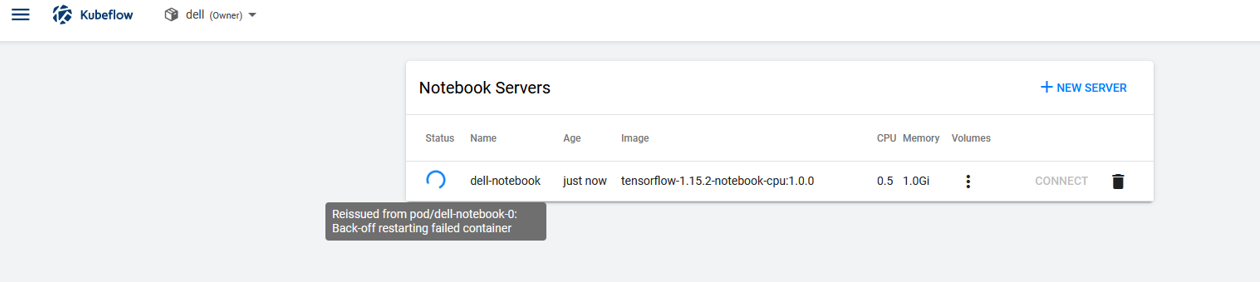 Kubeflow dell (Owner)
Notebook Servers + NEW SERVER
Status Name Age Image CPU Memory Volumes
dell-notebook just now tensorflow-1.15.2-notebook-cpu:1.0.0 0.5 1.0Gi CONNECT
Reissued from pod/dell-notebook-0:
Back-off restarting failed container